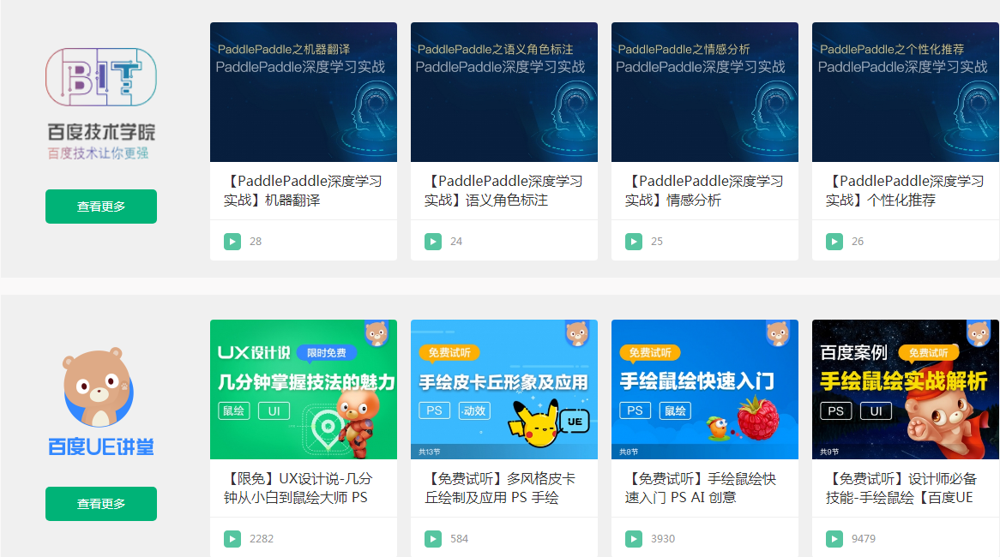 BIT
百度技术学院
百度技术让你更强
查看更多
PaddlePaddle之机器翻译
PaddlePaddle深度学习实战
【PaddlePaddle深度学习
实战】机器翻译
28
PaddlePaddle之语义角色标注
PaddlePaddle深度学习实战
【PaddlePaddle深度学习
实战】语义角色标注
24
PaddlePaddle之情感分析
PaddlePaddle深度学习实战
【PaddlePaddle深度学习
实战】情感分析
25
PaddlePaddle之个性化推荐
PaddlePaddle深度学习实战
【PaddlePaddle深度学习
实战】个性化推荐
26
百度UE讲堂
查看更多
UX设计说 限时免费
几分钟掌握技法的魅力
鼠绘 UI
【限免】UX设计说-几分
钟从小白到鼠绘大师 PS
2282
免费试听
手绘皮卡丘形象及应用
PS 动效
UE
共13节
【免费试听】多风格皮卡
丘绘制及应用 PS 手绘
584
免费试听
手绘鼠绘快速入门
PS 鼠绘
共8节
【免费试听】手绘鼠绘快
速入门 PS AI 创意
3930
百度案例 免费试听
手绘鼠绘实战解析
PS UI
共9节
【免费试听】设计师必备
技能-手绘鼠绘【百度UE
9479